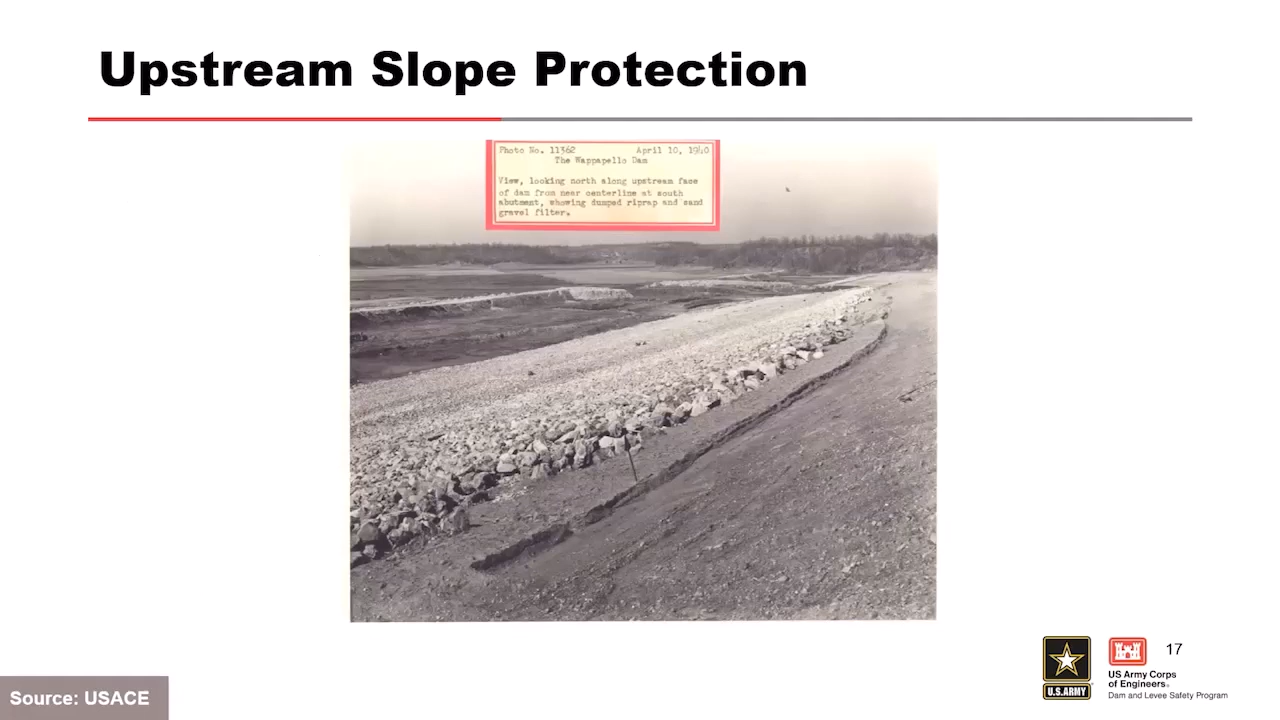 Upstream Slope Protection
Photo No. 11362 April 10, 1940
The Wappapello Dam
View, looking north along upstream face
of dam from near centerline at south
abutment, showing dumped riprap and sand
gravel filter.
17
U.S.ARMY
US Army Corps
of Engineers®
Dam and Levee Safety Program
Source: USACE